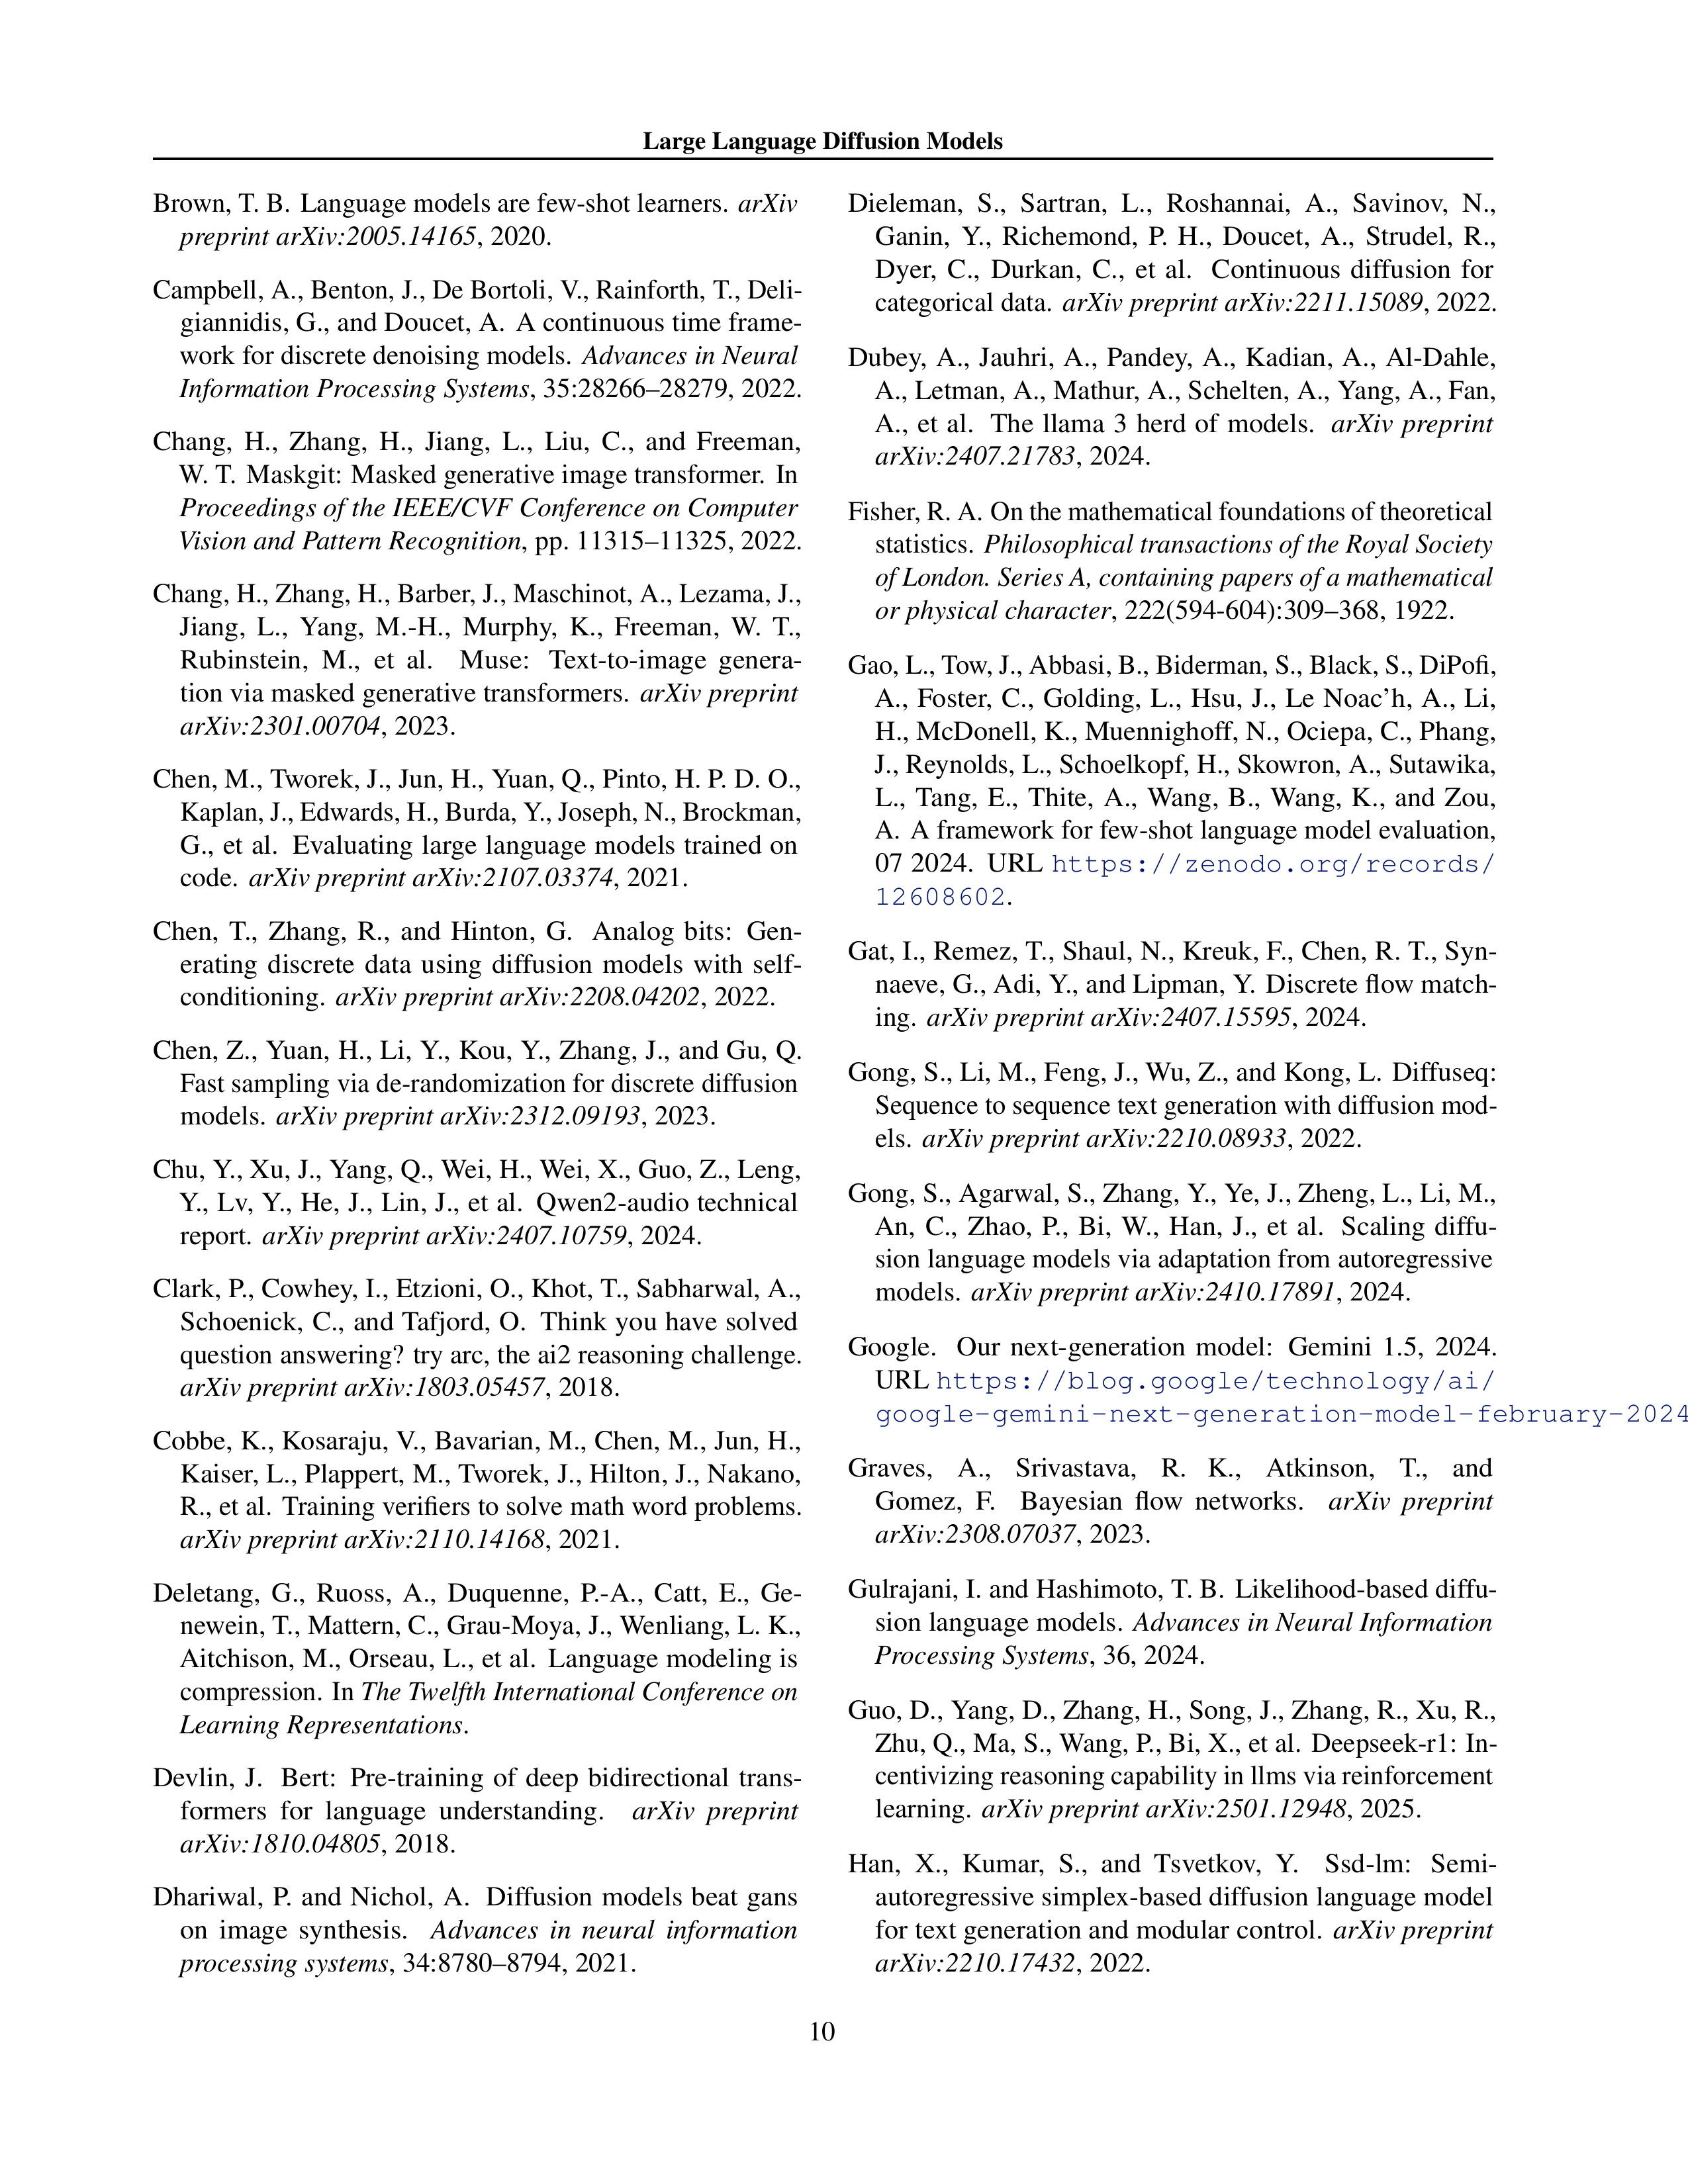 Large Language Diffusion Models
Brown, T. B. Language models are few-shot learners. arXiv
preprint arXiv:2005.14165, 2020.
Campbell, A., Benton, J., De Bortoli, V., Rainforth, T., Deli-
giannidis, G., and Doucet, A. A continuous time frame-
work for discrete denoising models. Advances in Neural
Information Processing Systems, 35:28266–28279, 2022.
Chang, H., Zhang, H., Jiang, L., Liu, C., and Freeman,
W. T. Maskgit: Masked generative image transformer. In
Proceedings of the IEEE/CVF Conference on Computer
Vision and Pattern Recognition, pp. 11315–11325, 2022.
Chang, H., Zhang, H., Barber, J., Maschinot, A., Lezama, J.,
Jiang, L., Yang, M.-H., Murphy, K., Freeman, W. T.,
Rubinstein, M., et al. Muse: Text-to-image genera-
tion via masked generative transformers. arXiv preprint
arXiv:2301.00704, 2023.
Chen, M., Tworek, J., Jun, H., Yuan, Q., Pinto, H. P. D. O.,
Kaplan, J., Edwards, H., Burda, Y., Joseph, N., Brockman,
G., et al. Evaluating large language models trained on
code. arXiv preprint arXiv:2107.03374, 2021.
Chen, T., Zhang, R., and Hinton, G. Analog bits: Gen-
erating discrete data using diffusion models with self-
conditioning. arXiv preprint arXiv:2208.04202, 2022.
Chen, Z., Yuan, H., Li, Y., Kou, Y., Zhang, J., and Gu, Q.
Fast sampling via de-randomization for discrete diffusion
models. arXiv preprint arXiv:2312.09193, 2023.
Chu, Y., Xu, J., Yang, Q., Wei, H., Wei, X., Guo, Z., Leng,
Y., Lv, Y., He, J., Lin, J., et al. Qwen2-audio technical
report. arXiv preprint arXiv:2407.10759, 2024.
Clark, P., Cowhey, I., Etzioni, O., Khot, T., Sabharwal, A.,
Schoenick, C., and Tafjord, O. Think you have solved
question answering? try arc, the ai2 reasoning challenge.
arXiv preprint arXiv:1803.05457, 2018.
Cobbe, K., Kosaraju, V., Bavarian, M., Chen, M., Jun, H.,
Kaiser, L., Plappert, M., Tworek, J., Hilton, J., Nakano,
R., et al. Training verifiers to solve math word problems.
arXiv preprint arXiv:2110.14168, 2021.
Deletang, G., Ruoss, A., Duquenne, P.-A., Catt, E., Ge-
newein, T., Mattern, C., Grau-Moya, J., Wenliang, L. K.,
Aitchison, M., Orseau, L., et al. Language modeling is
compression. In The Twelfth International Conference on
Learning Representations.
Devlin, J. Bert: Pre-training of deep bidirectional trans-
formers for language understanding. arXiv preprint
arXiv:1810.04805, 2018.
Dhariwal, P. and Nichol, A. Diffusion models beat gans
on image synthesis. Advances in neural information
processing systems, 34:8780–8794, 2021.
Dieleman, S., Sartran, L., Roshannai, A., Savinov, N.,
Ganin, Y., Richemond, P. H., Doucet, A., Strudel, R.,
Dyer, C., Durkan, C., et al. Continuous diffusion for
categorical data. arXiv preprint arXiv:2211.15089, 2022.
Dubey, A., Jauhri, A., Pandey, A., Kadian, A., Al-Dahle,
A., Letman, A., Mathur, A., Schelten, A., Yang, A., Fan,
A., et al. The llama 3 herd of models. arXiv preprint
arXiv:2407.21783, 2024.
Fisher, R. A. On the mathematical foundations of theoretical
statistics. Philosophical transactions of the Royal Society
of London. Series A, containing papers of a mathematical
or physical character, 222(594-604):309–368, 1922.
Gao, L., Tow, J., Abbasi, B., Biderman, S., Black, S., DiPofi,
A., Foster, C., Golding, L., Hsu, J., Le Noac'h, A., Li,
H., McDonell, K., Muennighoff, N., Ociepa, C., Phang,
J., Reynolds, L., Schoelkopf, H., Skowron, A., Sutawika,
L., Tang, E., Thite, A., Wang, B., Wang, K., and Zou,
A. A framework for few-shot language model evaluation,
07 2024. URL https://zenodo.org/records/
12608602.
Gat, I., Remez, T., Shaul, N., Kreuk, F., Chen, R. T., Syn-
naeve, G., Adi, Y., and Lipman, Y. Discrete flow match-
ing. arXiv preprint arXiv:2407.15595, 2024.
Gong, S., Li, M., Feng, J., Wu, Z., and Kong, L. Diffuseq:
Sequence to sequence text generation with diffusion mod-
els. arXiv preprint arXiv:2210.08933, 2022.
Gong, S., Agarwal, S., Zhang, Y., Ye, J., Zheng, L., Li, M.,
An, C., Zhao, P., Bi, W., Han, J., et al. Scaling diffu-
sion language models via adaptation from autoregressive
models. arXiv preprint arXiv:2410.17891, 2024.
Google. Our next-generation model: Gemini 1.5, 2024.
URL https://blog.google/technology/ai/
google-gemini-next-generation-model-february-2024
Graves, A., Srivastava, R. K., Atkinson, T., and
Gomez, F. Bayesian flow networks. arXiv preprint
arXiv:2308.07037, 2023.
Gulrajani, I. and Hashimoto, T. B. Likelihood-based diffu-
sion language models. Advances in Neural Information
Processing Systems, 36, 2024.
Guo, D., Yang, D., Zhang, H., Song, J., Zhang, R., Xu, R.,
Zhu, Q., Ma, S., Wang, P., Bi, X., et al. Deepseek-r1: In-
centivizing reasoning capability in llms via reinforcement
learning. arXiv preprint arXiv:2501.12948, 2025.
Han, X., Kumar, S., and Tsvetkov, Y. Ssd-lm: Semi-
autoregressive simplex-based diffusion language model
for text generation and modular control. arXiv preprint
arXiv:2210.17432, 2022.
10